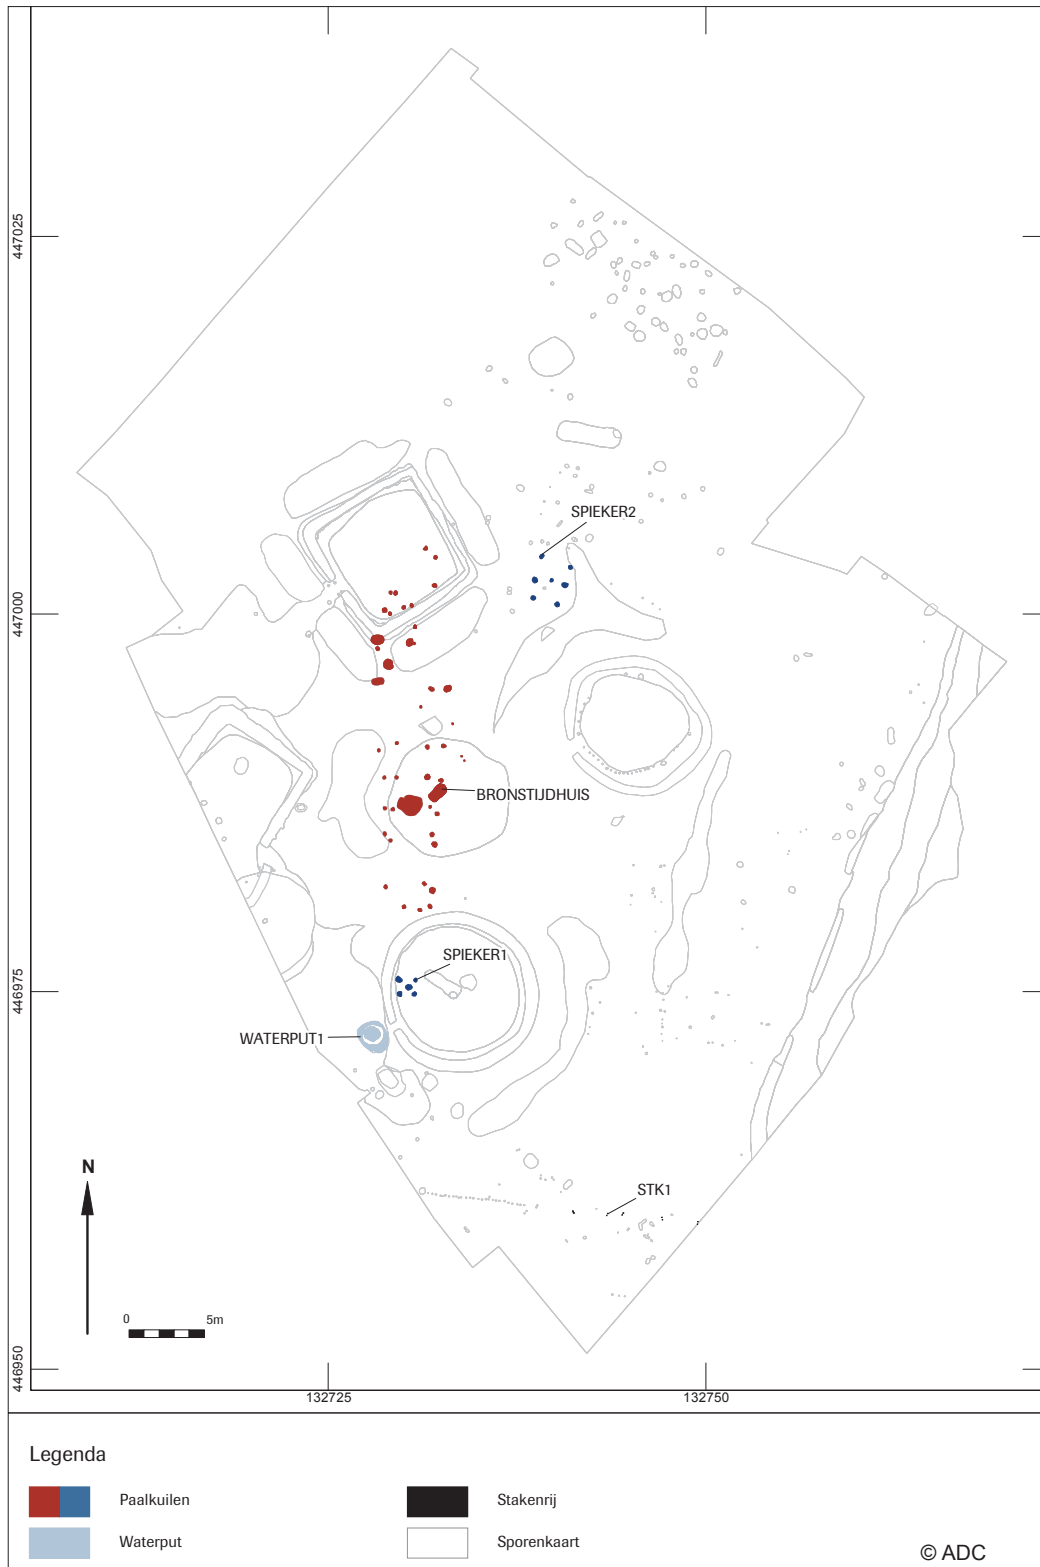 447025
SPIEKER2
447000
BRONSTIJDHUIS
SPIEKER1
446975
WATERPUT1
N
STK1
0 5m
446950
132725 132750
Legenda
Paalkuilen Stakenrij
Waterput Sporenkaart
© ADC